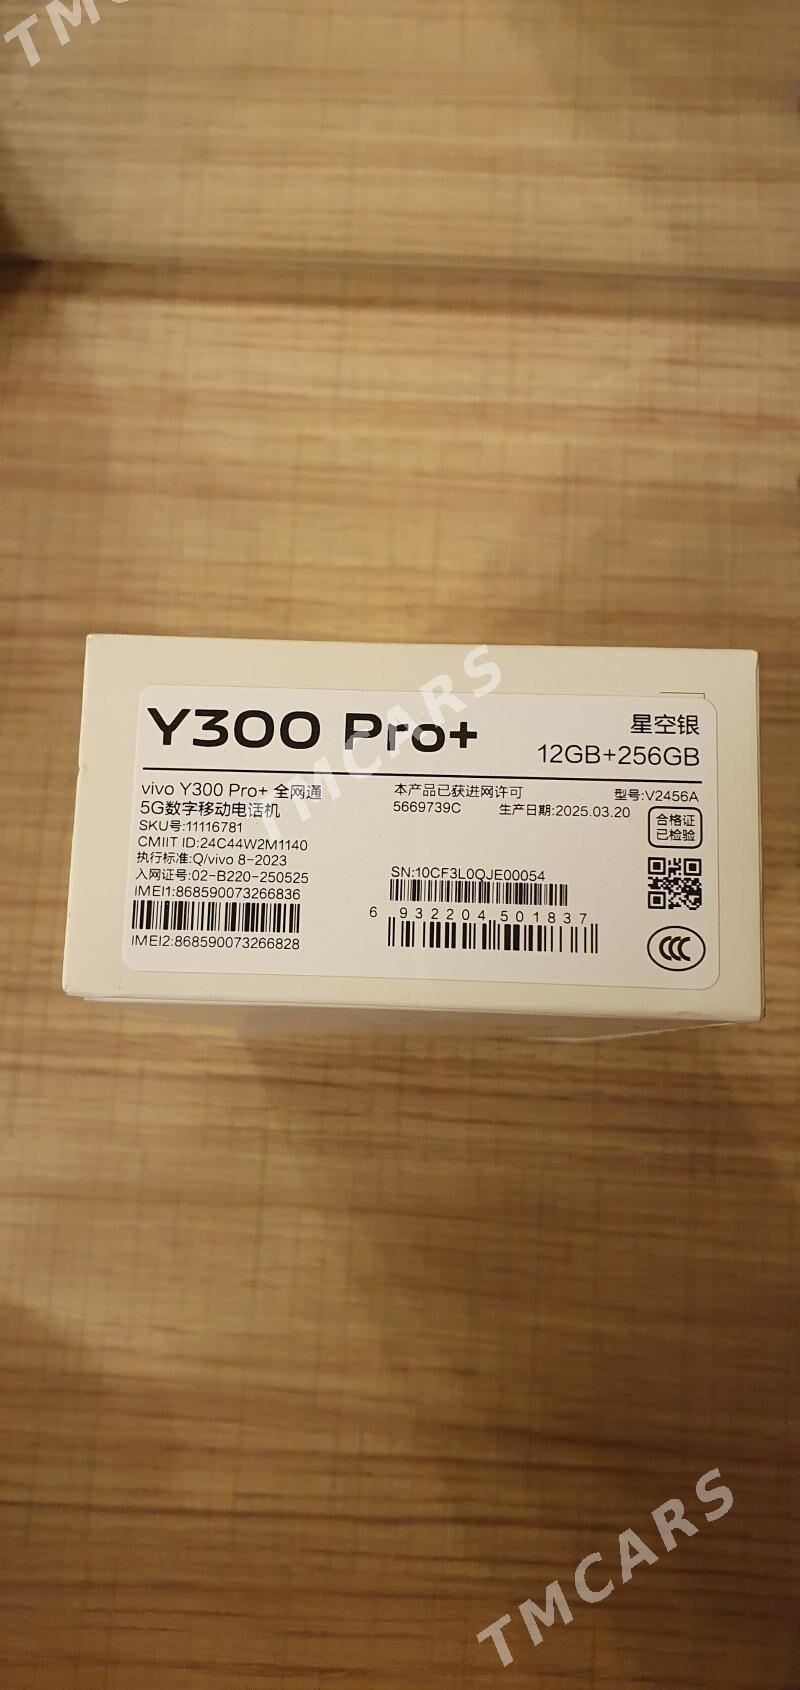 TMCARS
Y300 Pro+
星空银
12GB+256GB
vivo Y300 Pro+ 全网通
5G数字移动电话机
SKU号:11116781
CMIIT ID:24C44W2M1140
执行标准:Q/vivo 8-2023
入网证号:02-B220-250525
IMEI1:868590073266836
IMEI2:868590073266828
本产品已获进网许可
5669739C
生产日期:2025.03.20
型号:V2456A
合格证
已检验
SN:10CF3L0QJE00054
6 932204 501837
CCC
TMCARS
TMCARS